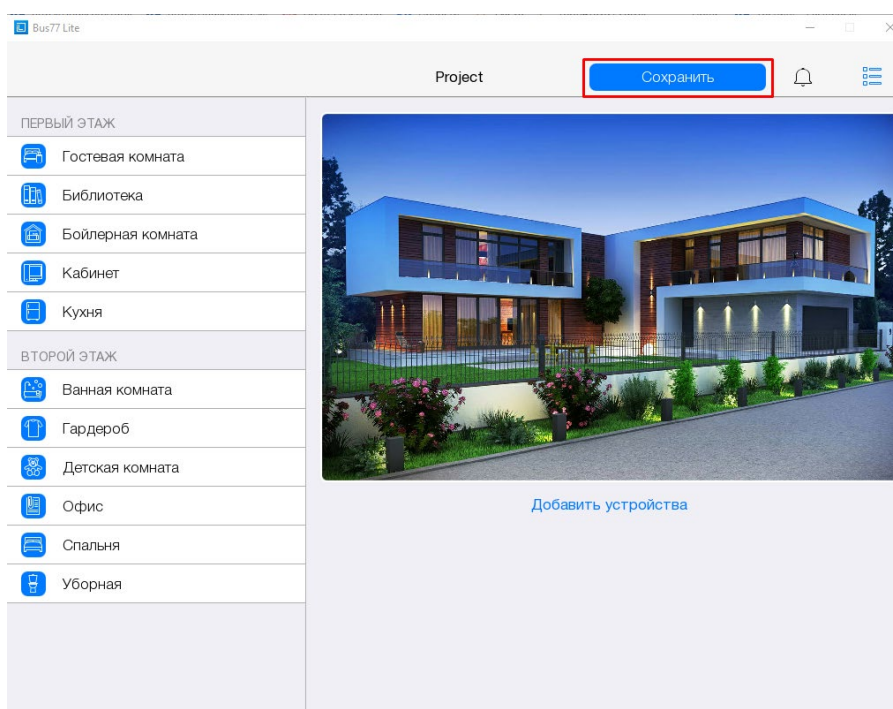 Bus77 Lite
Project
Сохранить
ПЕРВЫЙ ЭТАЖ
Гостевая комната
Библиотека
Бойлерная комната
Кабинет
Кухня
ВТОРОЙ ЭТАЖ
Ванная комната
Гардероб
Детская комната
Офис
Спальня
Уборная
Добавить устройства